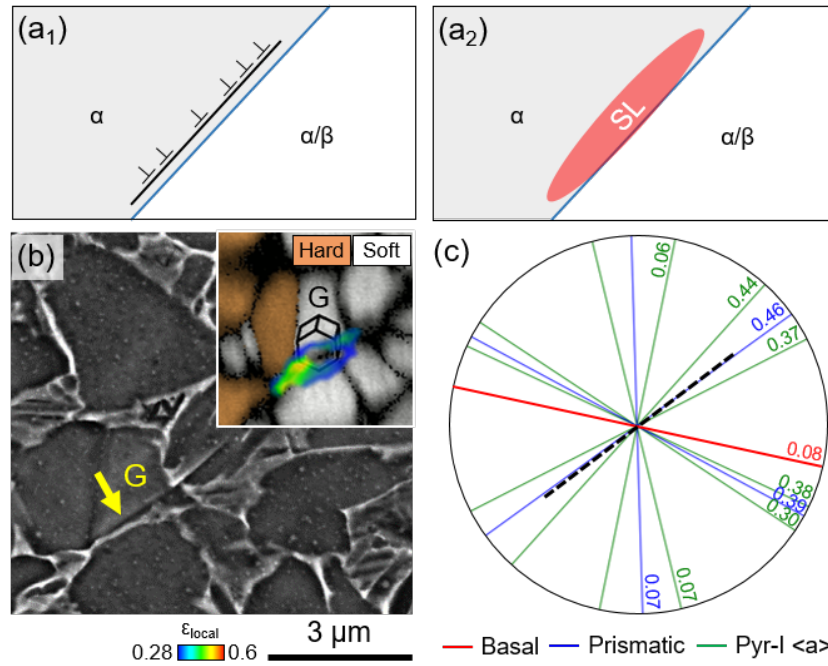 (a₁)
α
α/β
(a₂)
α
SL
α/β
(b)
Hard Soft
G
G
(c)
0.06
0.44
0.46
0.37
0.08
0.38
0.39
0.30
0.07
0.07
ε_local
0.28 0.6
3 μm
Basal Prismatic Pyr-I <a>